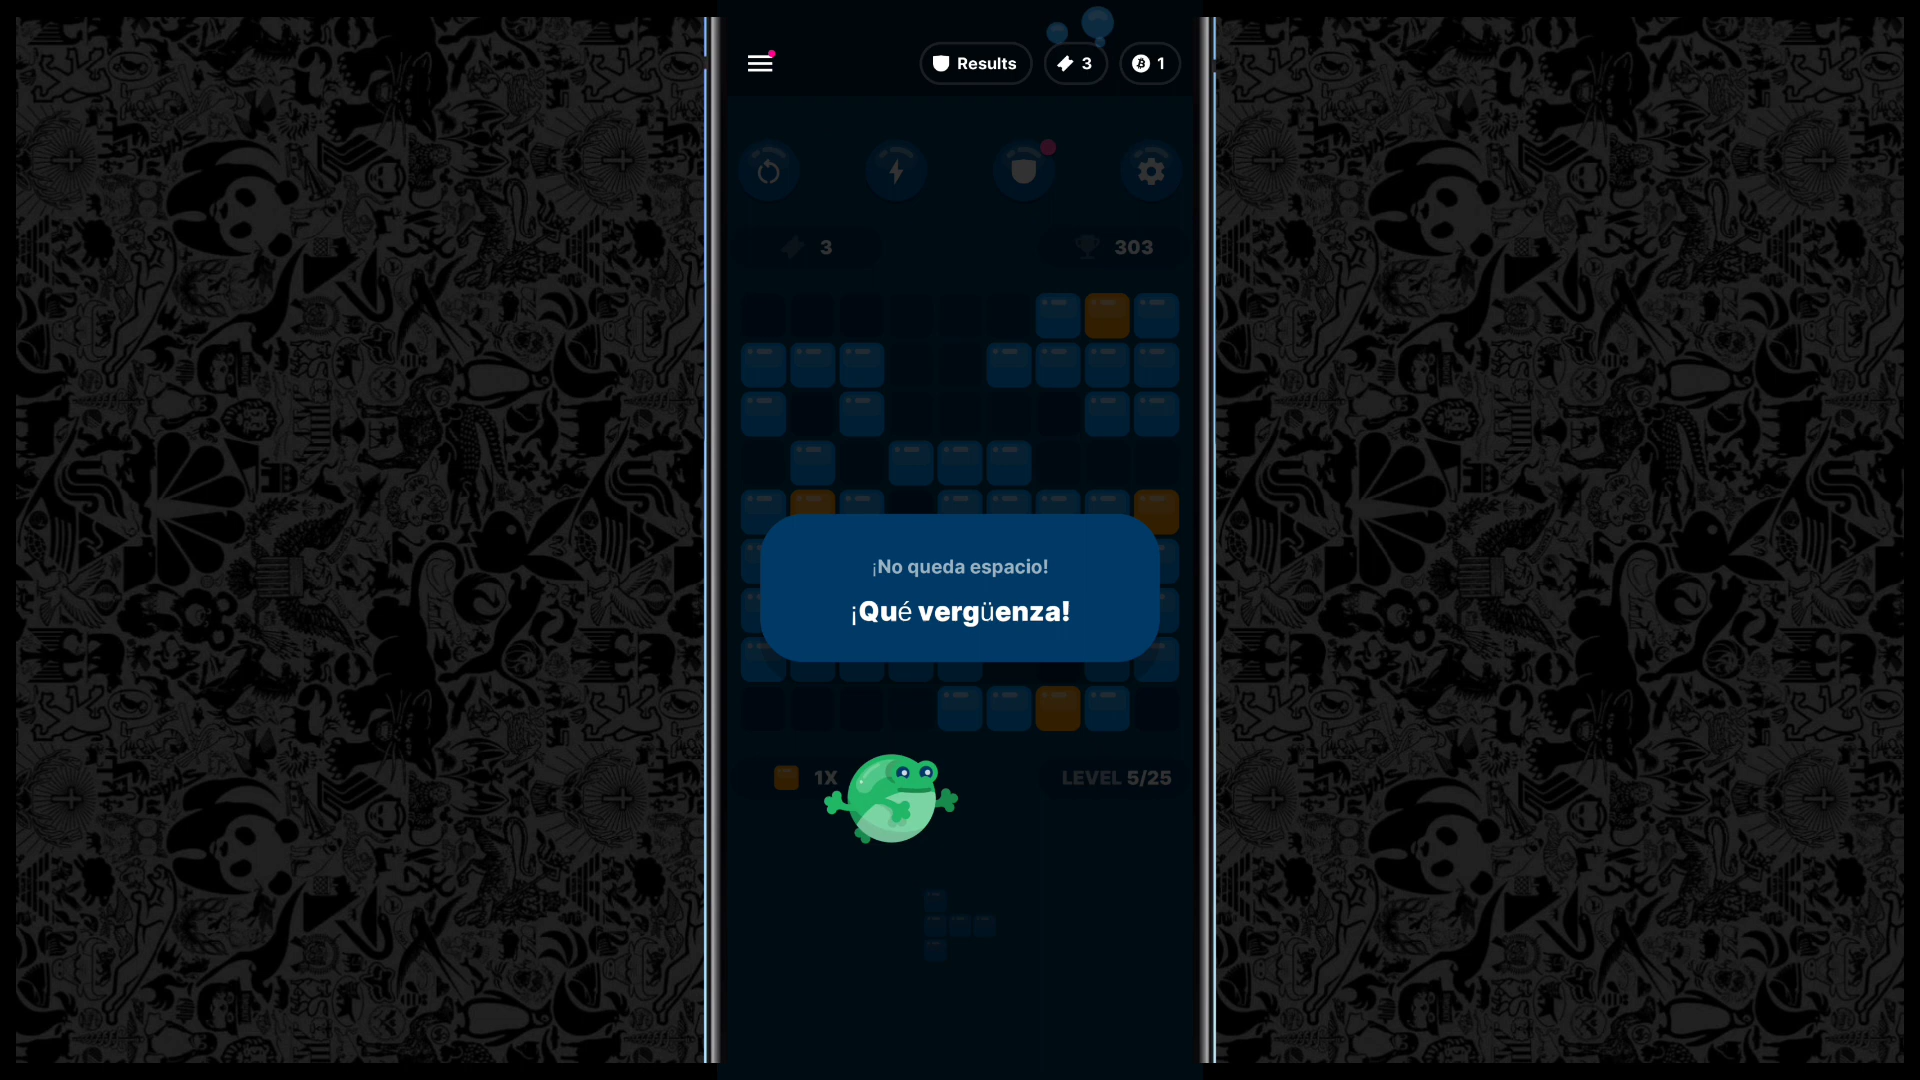 Results
3
1
3
303
¡No queda espacio!
¡Qué vergüenza!
1X
LEVEL 5/25